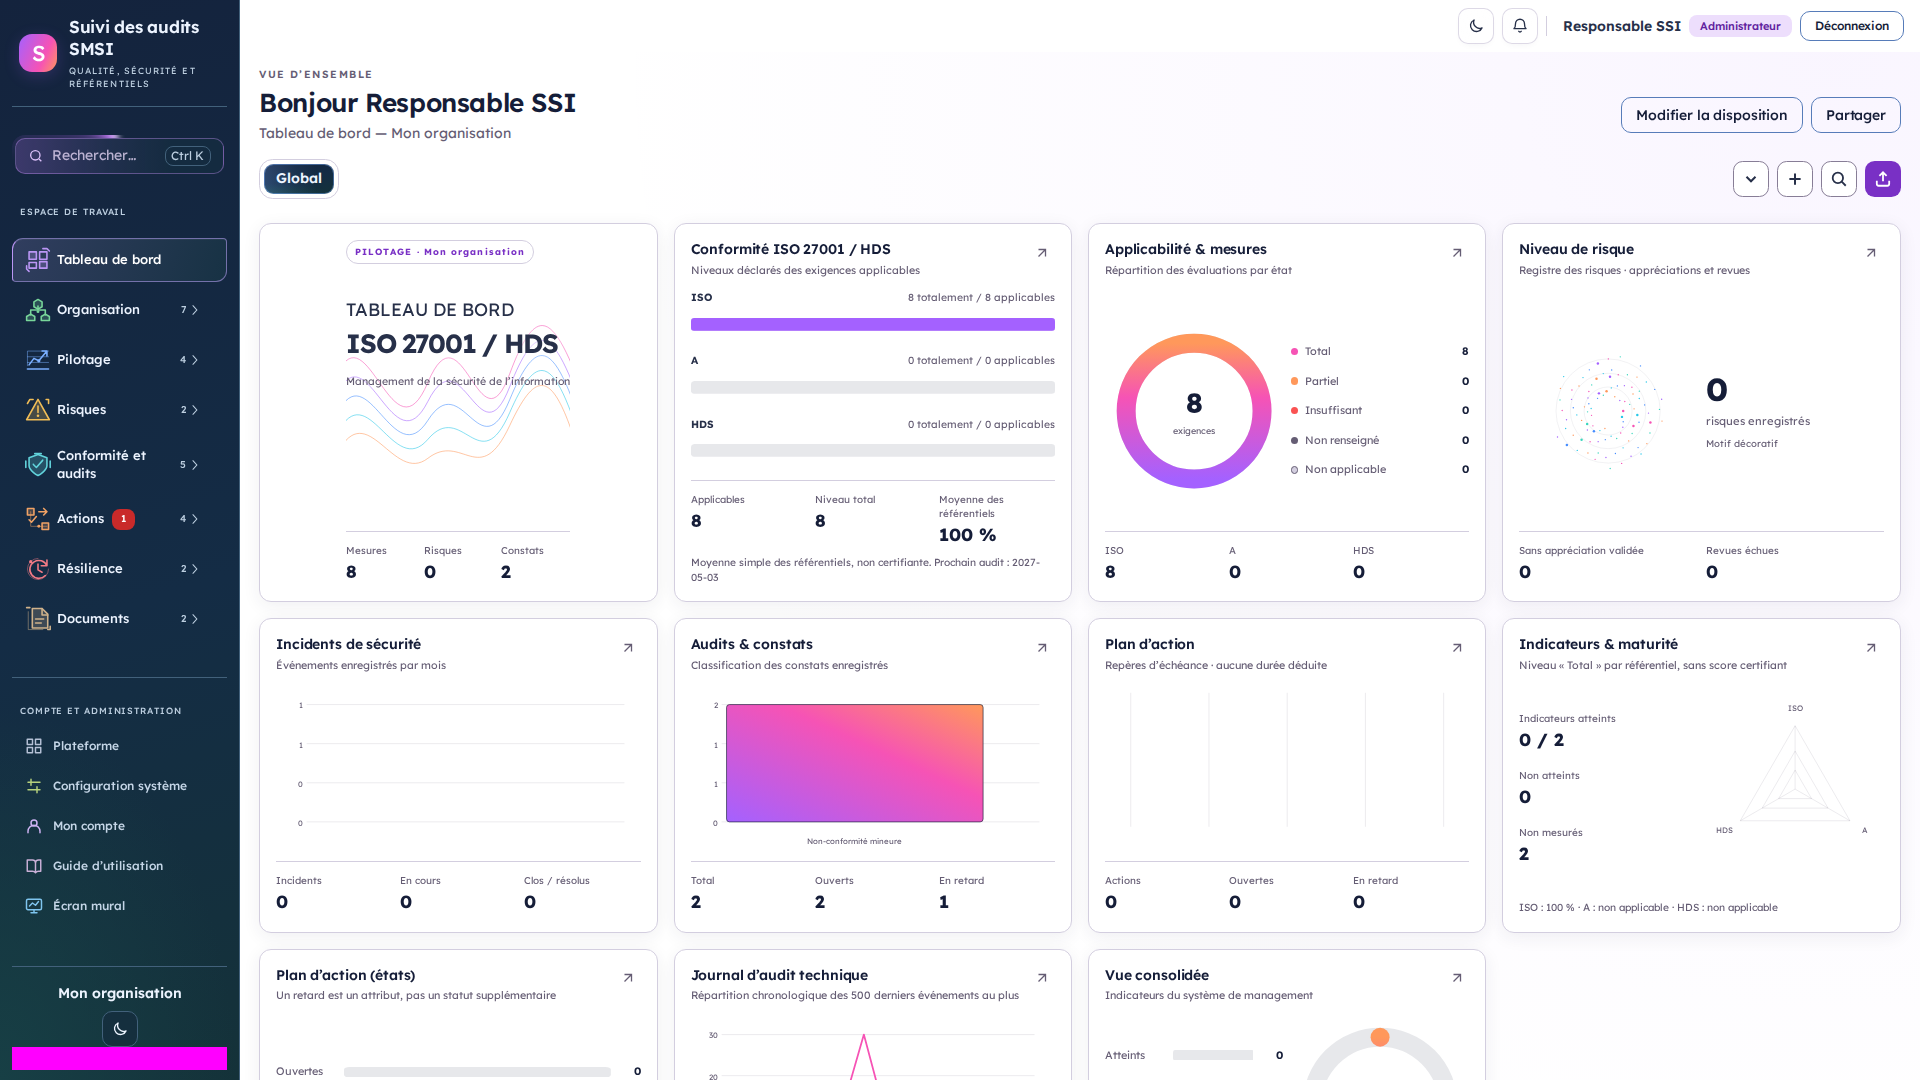 S
Suivi des audits
SMSI
QUALITÉ, SÉCURITÉ ET
RÉFÉRENTIELS
Rechercher…
Ctrl K
ESPACE DE TRAVAIL
Tableau de bord
Organisation 7
Pilotage 4
Risques 2
Conformité et
audits 5
Actions 1 4
Résilience 2
Documents 2
COMPTE ET ADMINISTRATION
Plateforme
Configuration système
Mon compte
Guide d’utilisation
Écran mural
Mon organisation
Responsable SSI
Administrateur
Déconnexion
VUE D’ENSEMBLE
Bonjour Responsable SSI
Tableau de bord — Mon organisation
Modifier la disposition
Partager
Global
PILOTAGE · Mon organisation
TABLEAU DE BORD
ISO 27001 / HDS
Management de la sécurité de l’information
Mesures Risques Constats
8 0 2
Conformité ISO 27001 / HDS
Niveaux déclarés des exigences applicables
ISO 8 totalement / 8 applicables
A 0 totalement / 0 applicables
HDS 0 totalement / 0 applicables
Applicables Niveau total Moyenne des
référentiels
8 8 100 %
Moyenne simple des référentiels, non certifiante. Prochain audit : 2027-
05-03
Applicabilité & mesures
Répartition des évaluations par état
8
exigences
Total 8
Partiel 0
Insuffisant 0
Non renseigné 0
Non applicable 0
ISO A HDS
8 0 0
Niveau de risque
Registre des risques · appréciations et revues
0
risques enregistrés
Motif décoratif
Sans appréciation validée Revues échues
0 0
Incidents de sécurité
Événements enregistrés par mois
1
1
0
0
Incidents En cours Clos / résolus
0 0 0
Audits & constats
Classification des constats enregistrés
2
1
1
0
Non-conformité mineure
Total Ouverts En retard
2 2 1
Plan d’action
Repères d’échéance · aucune durée déduite
Actions Ouvertes En retard
0 0 0
Indicateurs & maturité
Niveau « Total » par référentiel, sans score certifiant
Indicateurs atteints
0 / 2
Non atteints
0
Non mesurés
2
ISO
HDS
A
ISO : 100 % · A : non applicable · HDS : non applicable
Plan d’action (états)
Un retard est un attribut, pas un statut supplémentaire
Ouvertes 0
Journal d’audit technique
Répartition chronologique des 500 derniers événements au plus
30
20
Vue consolidée
Indicateurs du système de management
Atteints 0